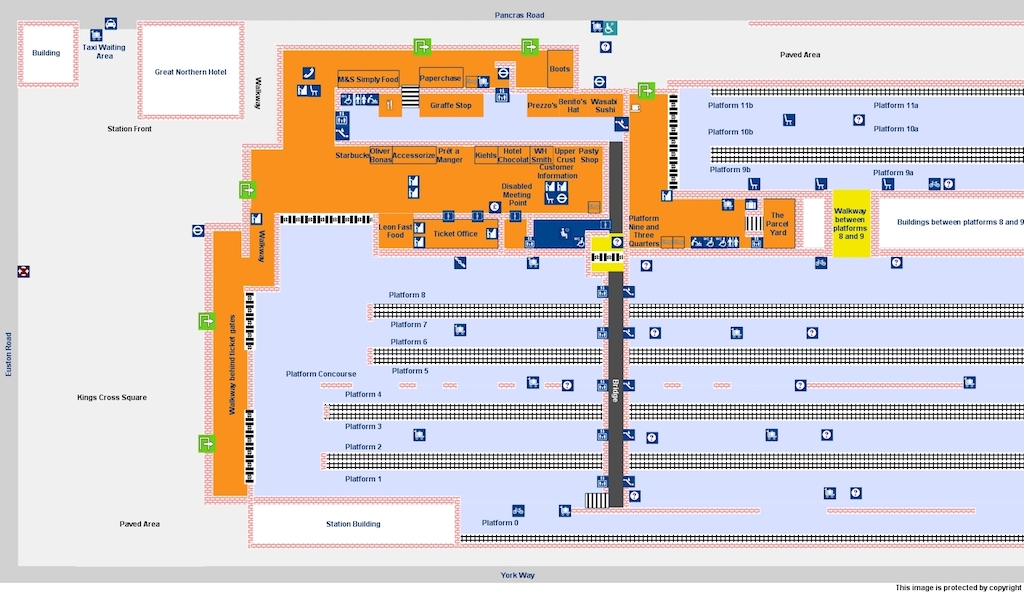 Pancras Road
Building
Taxi Waiting
Area
Great Northern Hotel
Paved Area
Walkway
M&S Simply Food
Paperchase
Boots
Giraffe Stop
Prezzo's
Bento's
Hat
Wasabi
Sushi
Platform 11b
Platform 11a
Station Front
Platform 10b
Platform 10a
Starbucks
Oliver
Bonas
Accessorize
Prét a
Manger
Kiehls
Hotel
Chocolat
WH
Smith
Upper
Crust
Pasty
Shop
Customer
Information
Platform 9b
Platform 9a
Disabled
Meeting
Point
Walkway
Leon Fast
Food
Ticket Office
WC
Platform
Nine and
Three
Quarters
WC
WC
The
Parcel
Yard
Walkway
between
platforms
8 and 9
Buildings between platforms 8 and 9
Platform 8
Platform 7
Platform 6
Platform 5
Platform Concourse
Platform 4
Platform 3
Platform 2
Platform 1
Platform 0
Bridge
Walkway behind ticket gates
Euston Road
Kings Cross Square
Paved Area
Station Building
York Way
This image is protected by copyright